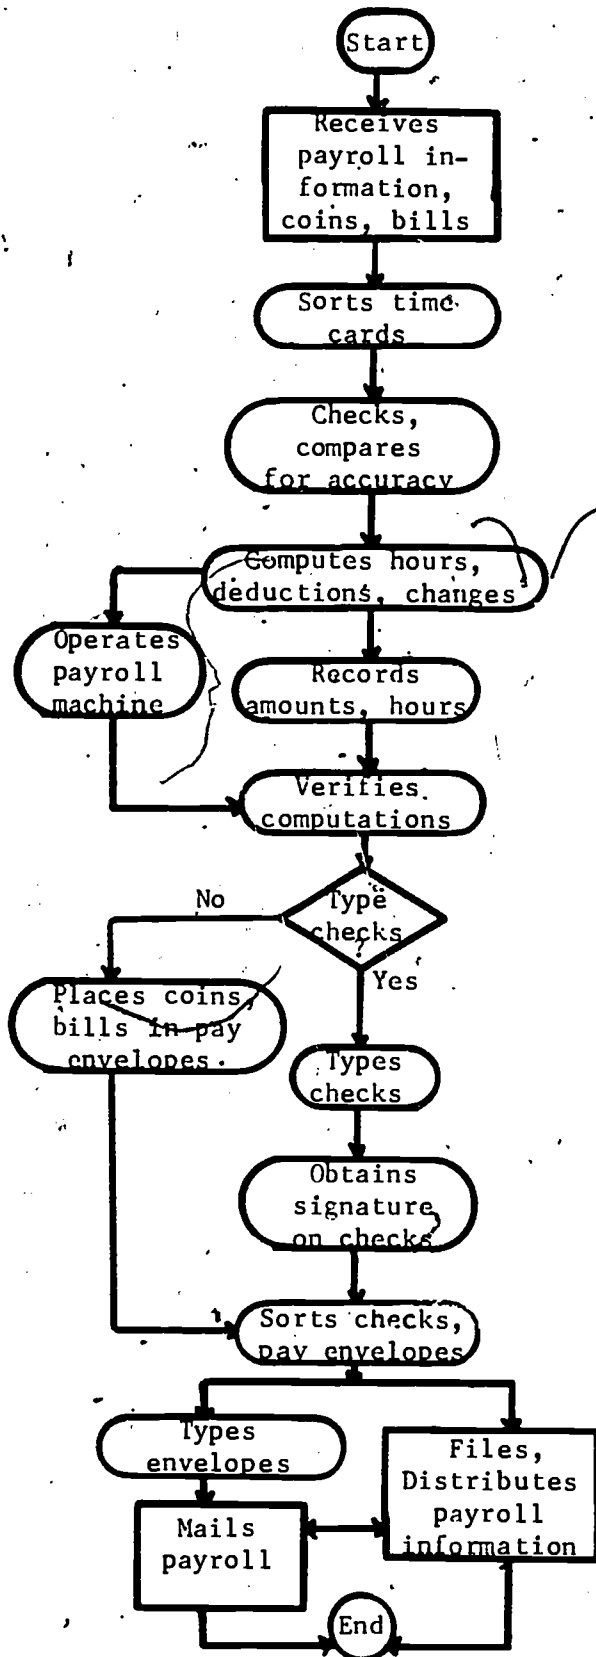 Start
Receives
payroll in-
formation,
coins, bills
Sorts time
cards
Checks,
compares
for accuracy
Computes hours,
deductions, changes
Operates
payroll
machine
Records
amounts, hours
Verifies
computations
Type
checks
?
No
Yes
Places coins,
bills in pay
envelopes.
Types
checks
Obtains
signature
on checks
Sorts checks,
pay envelopes
Types
envelopes
Files,
Distributes
payroll
information
Mails
payroll
End